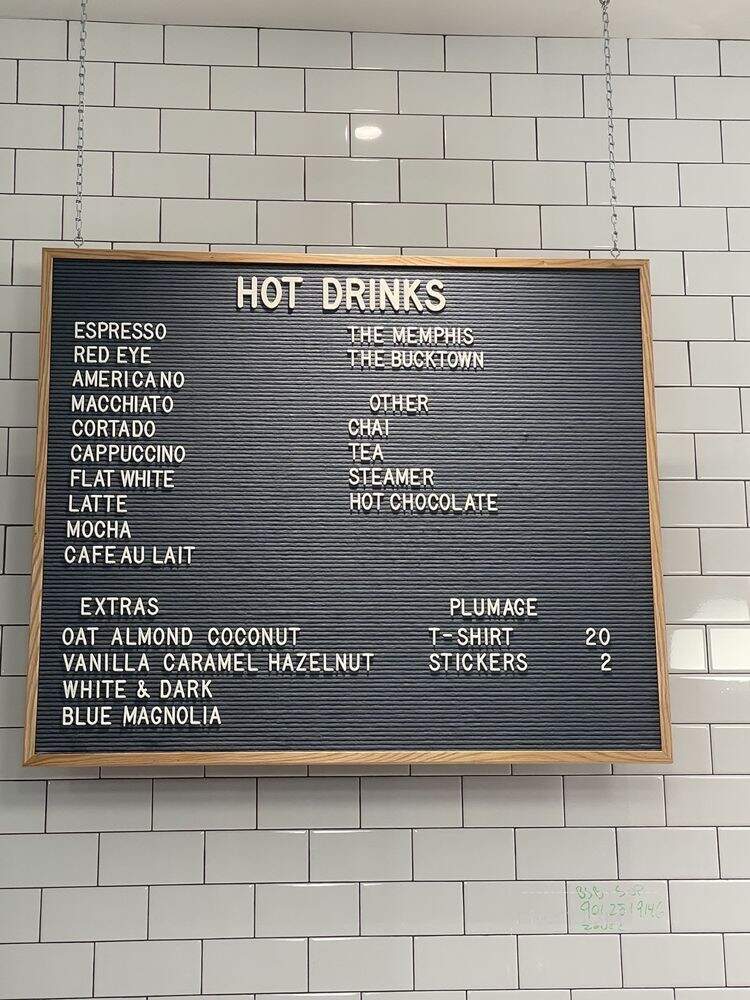 HOT DRINKS
ESPRESSO
RED EYE
AMERICANO
MACCHIATO
CORTADO
CAPPUCCINO
FLAT WHITE
LATTE
MOCHA
CAFE AU LAIT
THE MEMPHIS
THE BUCKTOWN
OTHER
CHAI
TEA
STEAMER
HOT CHOCOLATE
EXTRAS
OAT ALMOND COCONUT
VANILLA CARAMEL HAZELNUT
WHITE & DARK
BLUE MAGNOLIA
PLUMAGE
T-SHIRT 20
STICKERS 2